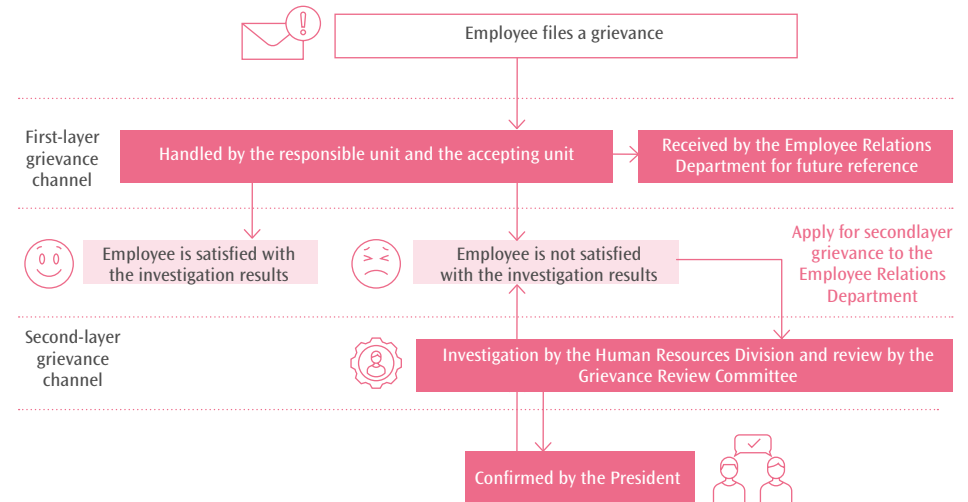 Employee files a grievance
First-layer
grievance
channel
Handled by the responsible unit and the accepting unit
Received by the Employee Relations
Department for future reference
Employee is satisfied with
the investigation results
Employee is not satisfied
with the investigation results
Apply for secondlayer
grievance to the
Employee Relations
Department
Second-layer
grievance
channel
Investigation by the Human Resources Division and review by the
Grievance Review Committee
Confirmed by the President